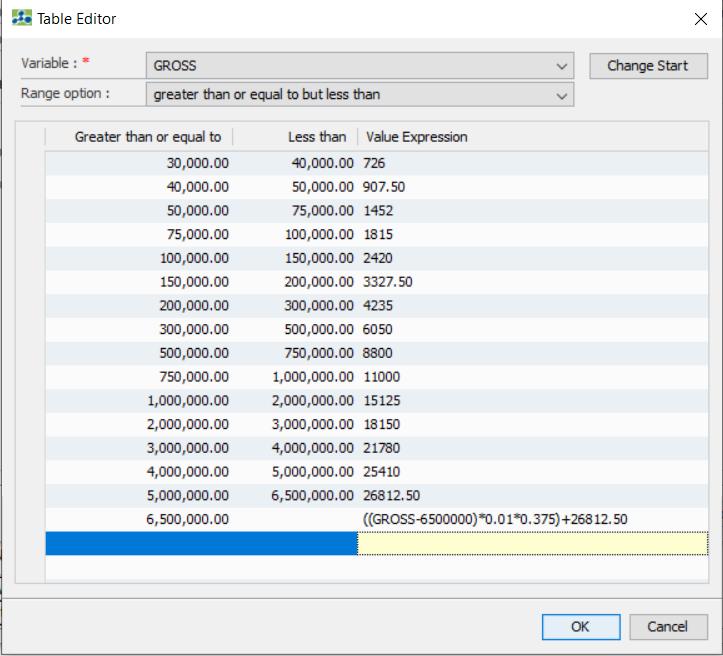 Table Editor
Variable : * GROSS Change Start
Range option : greater than or equal to but less than
Greater than or equal to Less than Value Expression
30,000.00 40,000.00 726
40,000.00 50,000.00 907.50
50,000.00 75,000.00 1452
75,000.00 100,000.00 1815
100,000.00 150,000.00 2420
150,000.00 200,000.00 3327.50
200,000.00 300,000.00 4235
300,000.00 500,000.00 6050
500,000.00 750,000.00 8800
750,000.00 1,000,000.00 11000
1,000,000.00 2,000,000.00 15125
2,000,000.00 3,000,000.00 18150
3,000,000.00 4,000,000.00 21780
4,000,000.00 5,000,000.00 25410
5,000,000.00 6,500,000.00 26812.50
6,500,000.00 ((GROSS-6500000)*0.01*0.375)+26812.50
OK Cancel